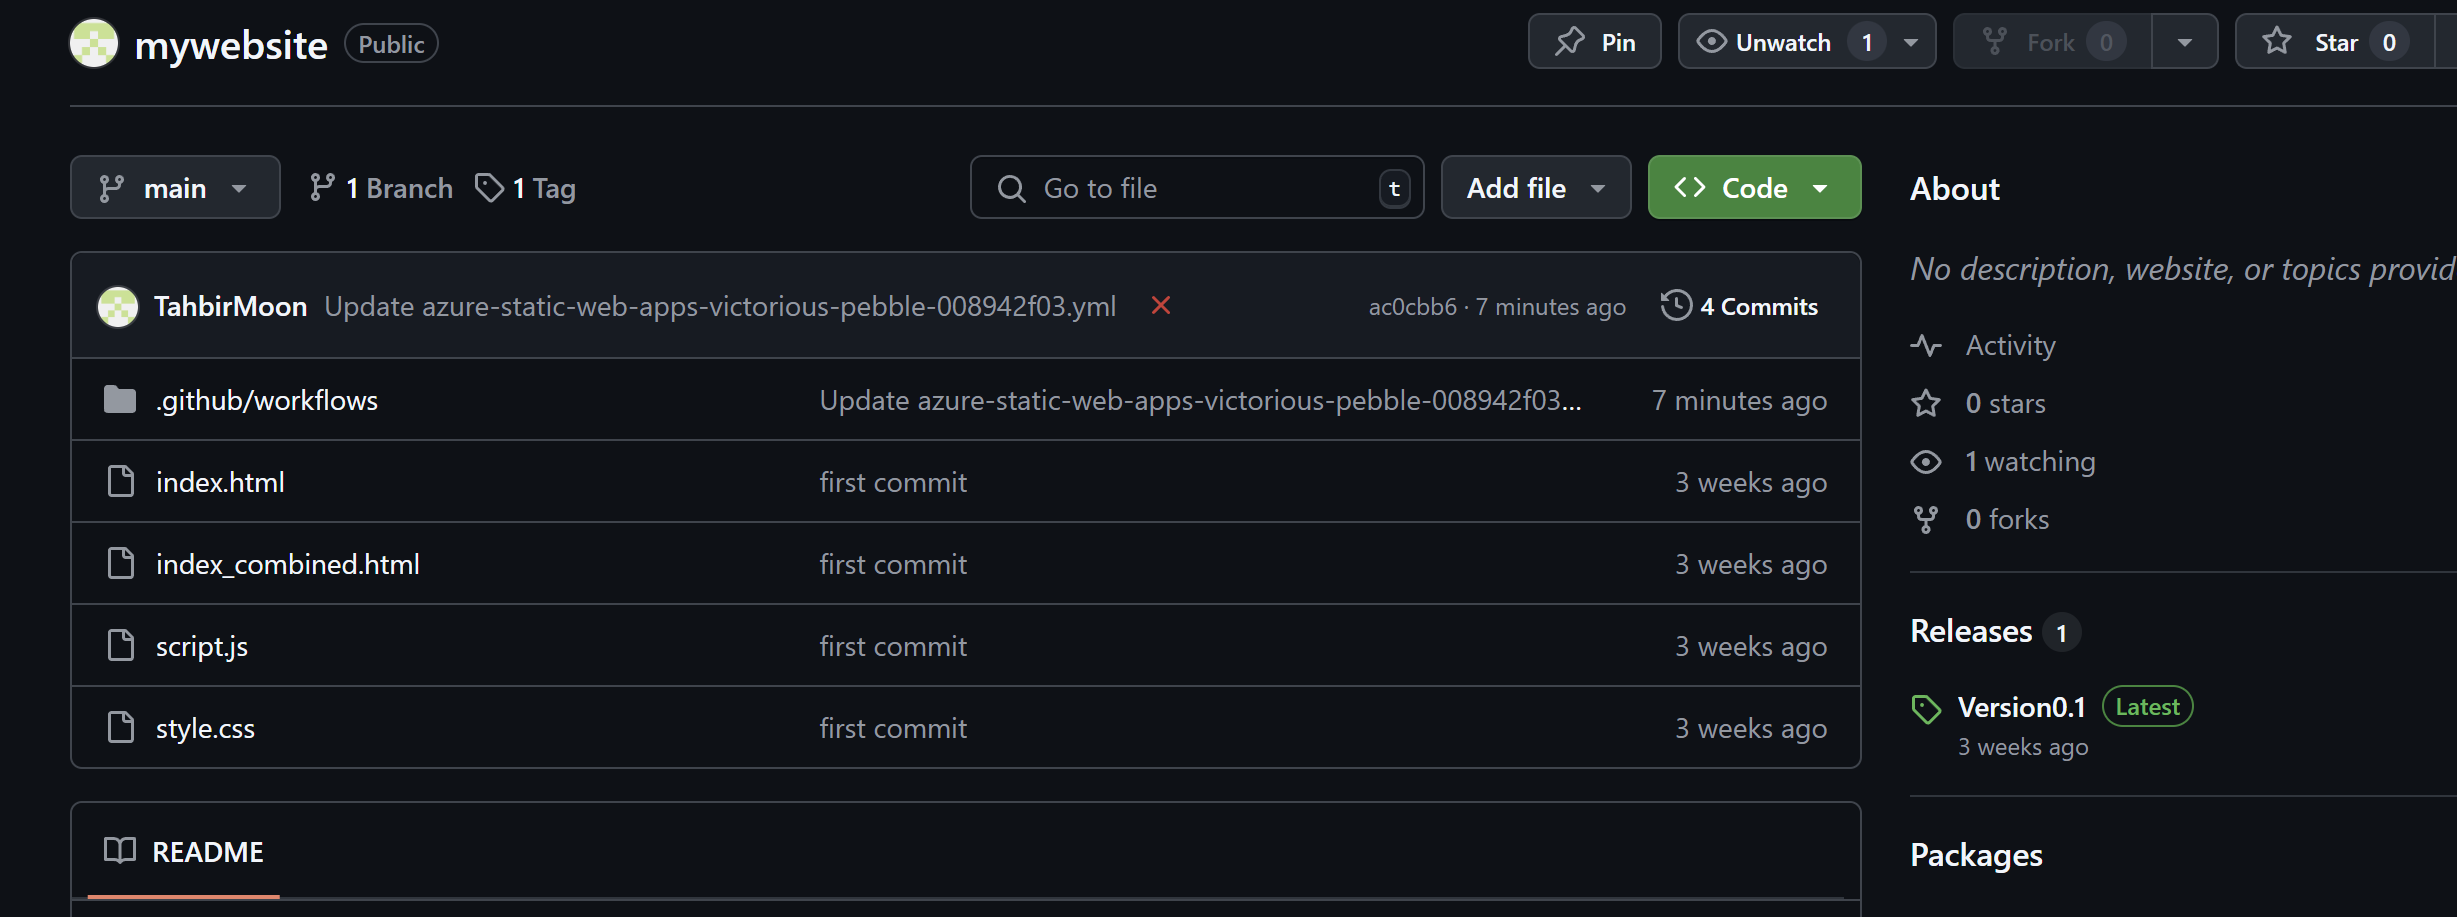 mywebsite Public
Pin
Unwatch 1
Fork 0
Star 0
main
1 Branch
1 Tag
Go to file t
Add file
Code
TahbirMoon Update azure-static-web-apps-victorious-pebble-008942f03.yml
ac0cbb6 · 7 minutes ago
4 Commits
.github/workflows Update azure-static-web-apps-victorious-pebble-008942f03... 7 minutes ago
index.html first commit 3 weeks ago
index_combined.html first commit 3 weeks ago
script.js first commit 3 weeks ago
style.css first commit 3 weeks ago
README
About
No description, website, or topics provid
Activity
0 stars
1 watching
0 forks
Releases 1
Version0.1 Latest
3 weeks ago
Packages